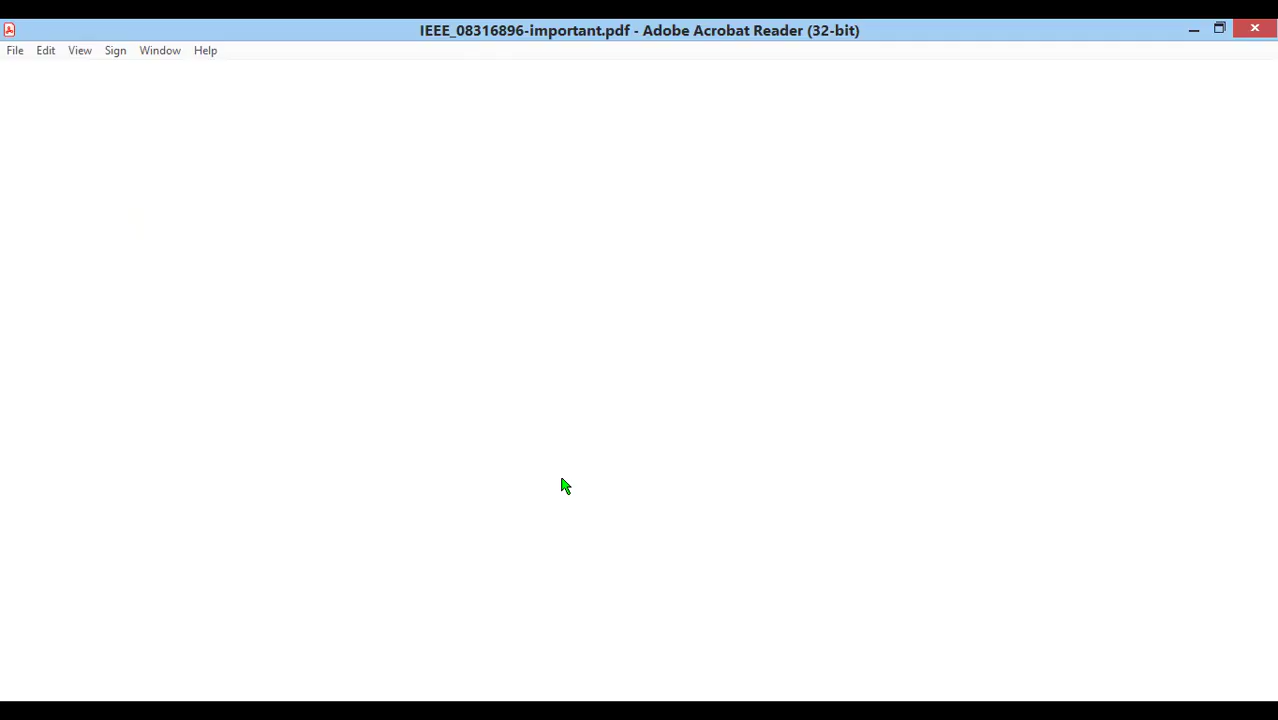 IEEE_08316896-important.pdf - Adobe Acrobat Reader (32-bit)
File Edit View Sign Window Help